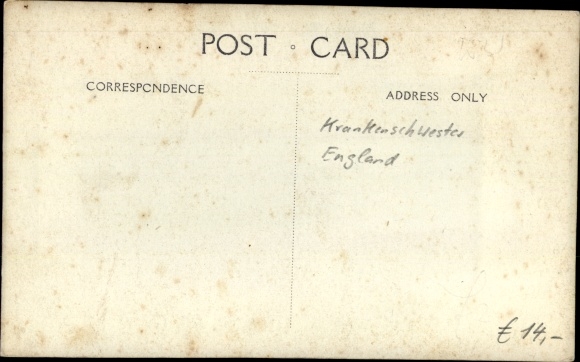 POST CARD
CORRESPONDENCE
ADDRESS ONLY
Krankenschwester
England
€ 14,-